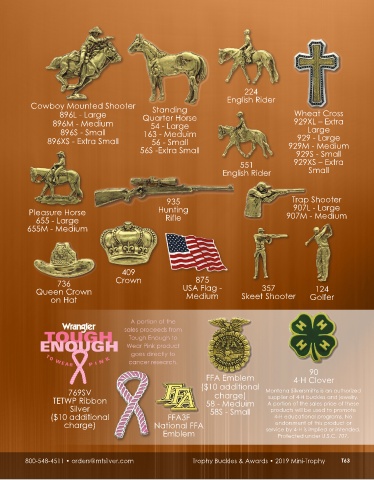 Cowboy Mounted Shooter
896L - Large
896M - Medium
896S - Small
896XS - Extra Small
Standing
Quarter Horse
54 - Large
163 - Meduim
56 - Small
56S -Extra Small
224
English Rider
551
English Rider
Wheat Cross
929XL – Extra
Large
929 - Large
929M - Medium
929S - Small
929XS – Extra
Small
Pleasure Horse
655 - Large
655M - Medium
935
Hunting
Rifle
Trap Shooter
907L - Large
907M - Medium
736
Queen Crown
on Hat
409
Crown
875
USA Flag -
Medium
357
Skeet Shooter
124
Golfer
Wrangler
TOUGH
ENOUGH
TO WEAR PINK
769SV
TETWP Ribbon
Silver
($10 additional
charge)
A portion of the
sales proceeds from
Tough Enough to
Wear Pink product
goes directly to
cancer research.
FFA
FFA3F
National FFA
Emblem
FFA Emblem
($10 additional
charge)
58 - Medium
58S - Small
H H H H
90
4-H Clover
Montana Silversmiths is an authorized
supplier of 4-H buckles and jewelry.
A portion of the sales price of these
products will be used to promote
4-H educational programs. No
endorsement of this product or
service by 4-H is implied or intended.
Protected under U.S.C. 707.
800-548-4511 • orders@mtsilver.com
Trophy Buckles & Awards • 2019 Mini-Trophy T63